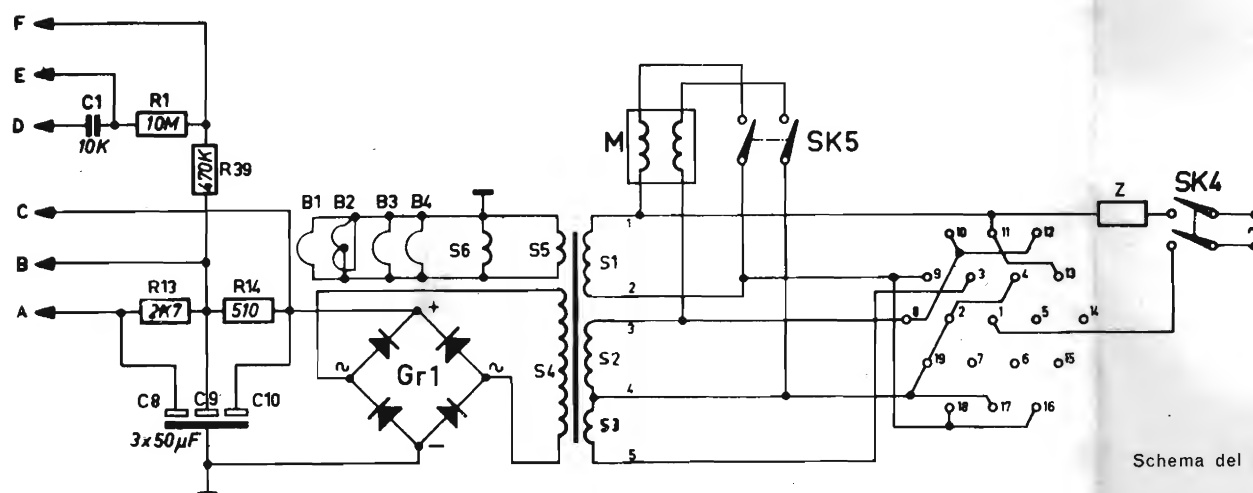 F
E
D
C1
10K
R1
10M
470K
R39
C
B
A
R13
2K7
R14
510
C8
C9
C10
3x50µF
B1
B2
B3
B4
S6
S5
+
~
Gr1
~
−
S4
M
SK5
1
S1
2
3
S2
4
S3
5
Z
SK4
~
10
11
12
9
3
4
13
8
2
1
5
14
19
7
6
15
18
17
16
Schema del